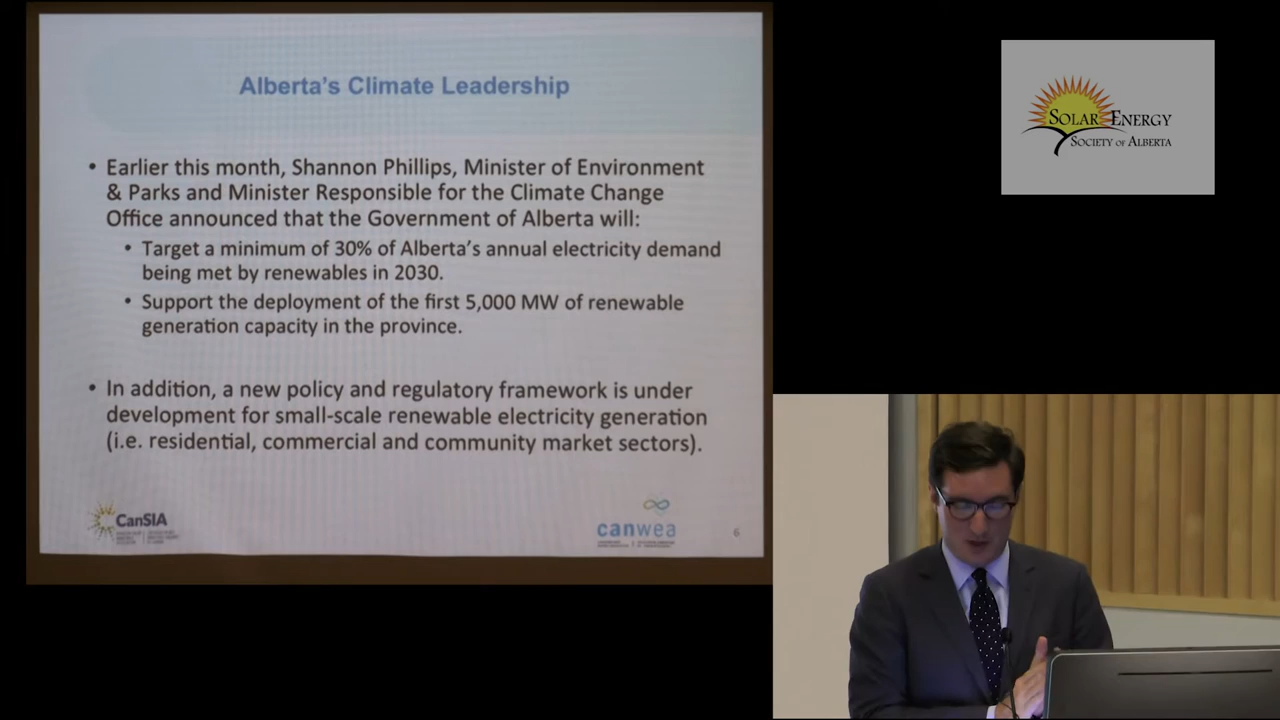 Alberta's Climate Leadership
• Earlier this month, Shannon Phillips, Minister of Environment
& Parks and Minister Responsible for the Climate Change
Office announced that the Government of Alberta will:
• Target a minimum of 30% of Alberta's annual electricity demand
being met by renewables in 2030.
• Support the deployment of the first 5,000 MW of renewable
generation capacity in the province.
• In addition, a new policy and regulatory framework is under
development for small-scale renewable electricity generation
(i.e. residential, commercial and community market sectors).
CanSIA
canwea
6
SOLAR ENERGY
SOCIETY OF ALBERTA